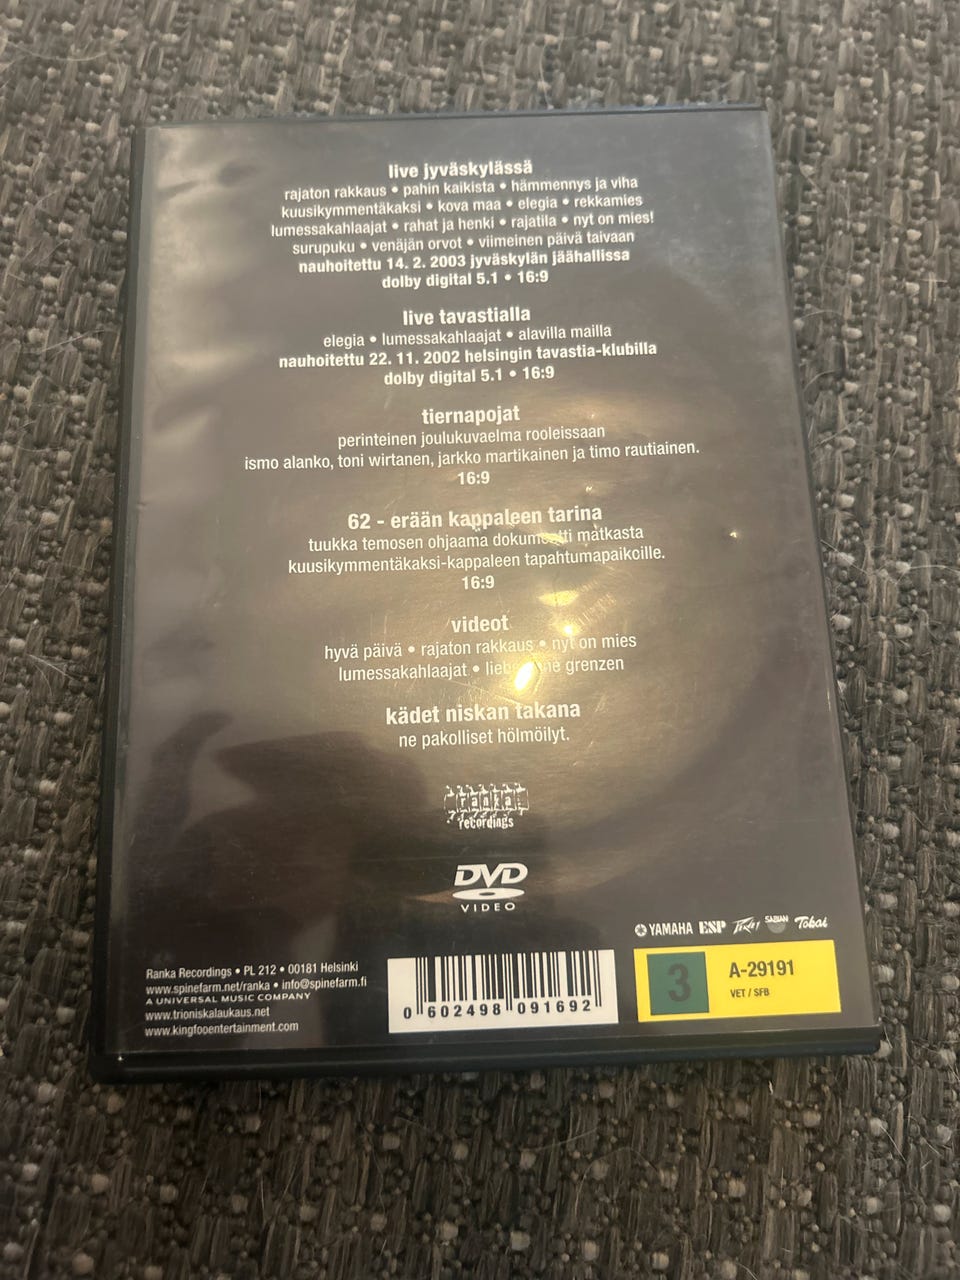 live jyväskylässä
rajaton rakkaus • pahin kaikista • hämmennys ja viha
kuusikymmentäkaksi • kova maa • elegia • rekkamies
lumessakahlaajat • rahat ja henki • rajatila • nyt on mies!
surupuku • venäjän orvot • viimeinen päivä taivaan
nauhoitettu 14. 2. 2003 jyväskylän jäähallissa
dolby digital 5.1 • 16:9
live tavastialla
elegia • lumessakahlaajat • alavilla mailla
nauhoitettu 22. 11. 2002 helsingin tavastia-klubilla
dolby digital 5.1 • 16:9
tiernapojat
perinteinen joulukuvaelma rooleissaan
ismo alanko, toni wirtanen, jarkko martikainen ja timo rautiainen.
16:9
62 - erään kappaleen tarina
tuukka temosen ohjaama dokumentti matkasta
kuusikymmentäkaksi-kappaleen tapahtumapaikoille.
16:9
videot
hyvä päivä • rajaton rakkaus • nyt on mies
lumessakahlaajat • grenzen
kädet niskan takana
ne pakolliset hölmöilyt.
ranka
recordings
DVD
VIDEO
YAMAHA ESP Peavey SABIAN Tokai
Ranka Recordings • PL 212 • 00181 Helsinki
www.spinefarm.net/ranka • info@spinefarm.fi
A UNIVERSAL MUSIC COMPANY
www.trioniskalaukaus.net
www.kingfooentertainment.com
0 602498 091692
3
A-29191
VET / SFB